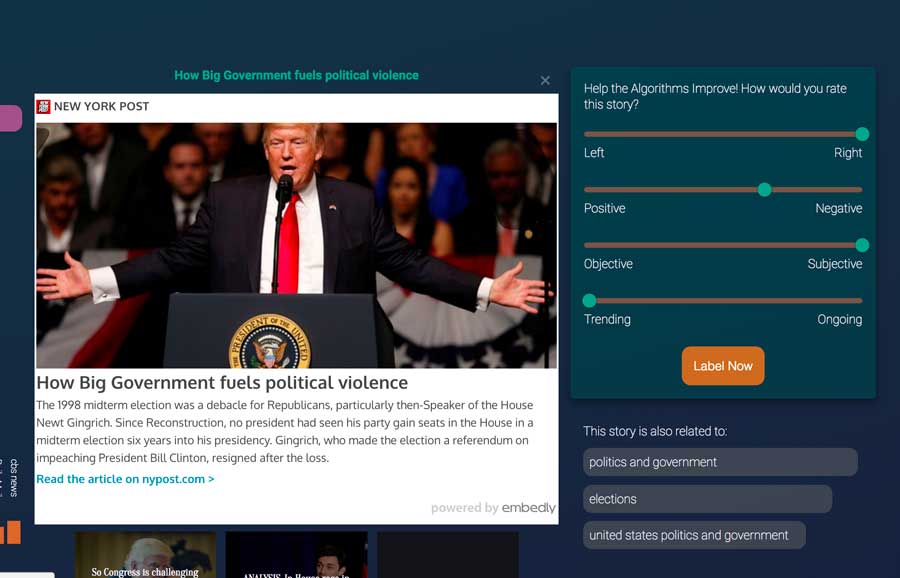 How Big Government fuels political violence
×
NEW YORK POST
PRESIDENT OF THE UNITED
How Big Government fuels political violence
The 1998 midterm election was a debacle for Republicans, particularly then-Speaker of the House
Newt Gingrich. Since Reconstruction, no president had seen his party gain seats in the House in a
midterm election six years into his presidency. Gingrich, who made the election a referendum on
impeaching President Bill Clinton, resigned after the loss.
Read the article on nypost.com >
powered by embedly
Help the Algorithms Improve! How would you rate
this story?
Left Right
Positive Negative
Objective Subjective
Trending Ongoing
Label Now
This story is also related to:
politics and government
elections
united states politics and government
cbs news
So Congress is challenging
ANALYSIS. In House race in